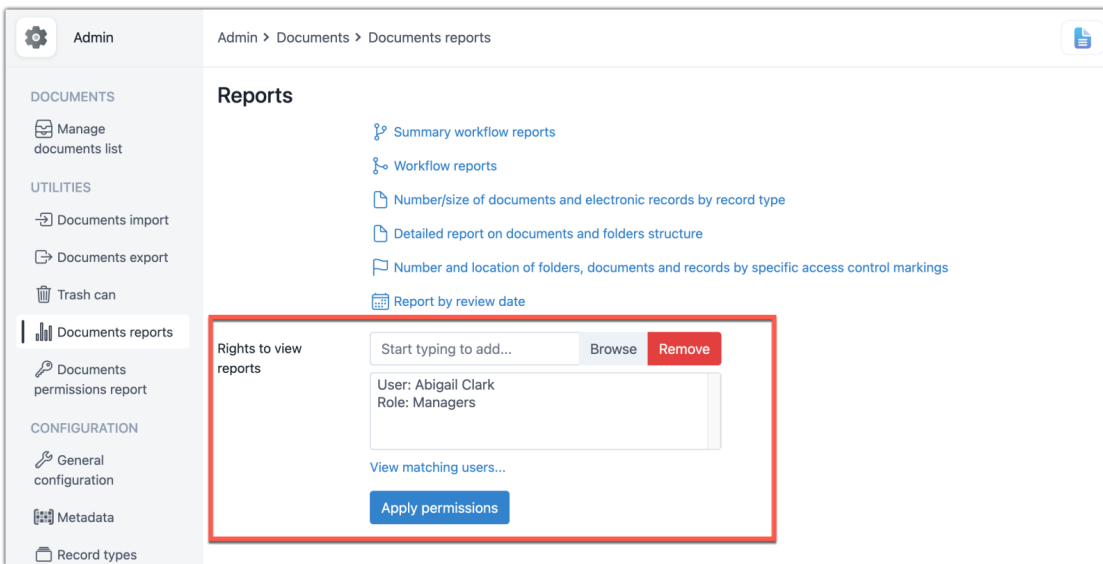 Admin
Admin > Documents > Documents reports
DOCUMENTS
Manage
documents list
UTILITIES
Documents import
Documents export
Trash can
Documents reports
Documents
permissions report
CONFIGURATION
General
configuration
Metadata
Record types
Reports
Summary workflow reports
Workflow reports
Number/size of documents and electronic records by record type
Detailed report on documents and folders structure
Number and location of folders, documents and records by specific access control markings
Report by review date
Rights to view
reports
Start typing to add... Browse Remove
User: Abigail Clark
Role: Managers
View matching users...
Apply permissions